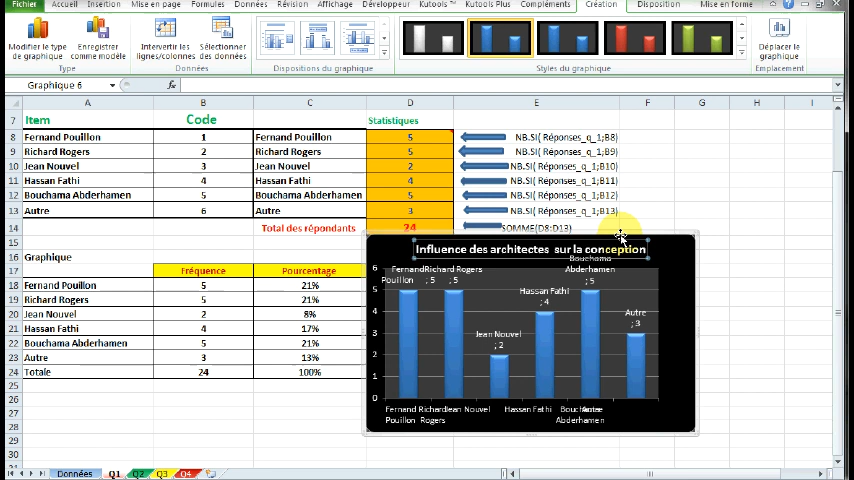 Fichier Accueil Insertion Mise en page Formules Données Révision Affichage Développeur Kutools ™ Kutools Plus Compléments Création Disposition Mise en forme
Modifier le type de graphique
Enregistrer comme modèle
Intervertir les lignes/colonnes
Sélectionner des données
Déplacer le graphique
Type Données Dispositions du graphique Styles du graphique Emplacement
Graphique 6 fx
A B C D E F G H I
7 Item Code Statistiques
8 Fernand Pouillon 1 Fernand Pouillon 5 NB.SI( Réponses_q_1;B8)
9 Richard Rogers 2 Richard Rogers 5 NB.SI( Réponses_q_1;B9)
10 Jean Nouvel 3 Jean Nouvel 2 NB.SI( Réponses_q_1;B10)
11 Hassan Fathi 4 Hassan Fathi 4 NB.SI( Réponses_q_1;B11)
12 Bouchama Abderhamen 5 Bouchama Abderhamen 5 NB.SI( Réponses_q_1;B12)
13 Autre 6 Autre 3 NB.SI( Réponses_q_1;B13)
14 Total des répondants 24 SOMME(D8:D13)
15
16 Graphique
17 Fréquence Pourcentage
18 Fernand Pouillon 5 21%
19 Richard Rogers 5 21%
20 Jean Nouvel 2 8%
21 Hassan Fathi 4 17%
22 Bouchama Abderhamen 5 21%
23 Autre 3 13%
24 Totale 24 100%
25
26
27
28
29
30
Influence des architectes sur la conception
6
5
4
3
2
1
0
Fernand Pouillon ; 5
Richard Rogers ; 5
Jean Nouvel ; 2
Hassan Fathi ; 4
Bouchama Abderhamen ; 5
Autre ; 3
Fernand Pouillon
Richard Rogers
Jean Nouvel
Hassan Fathi
Bouchama Abderhamen
Autre
Données Q1 Q2 Q3 Q4